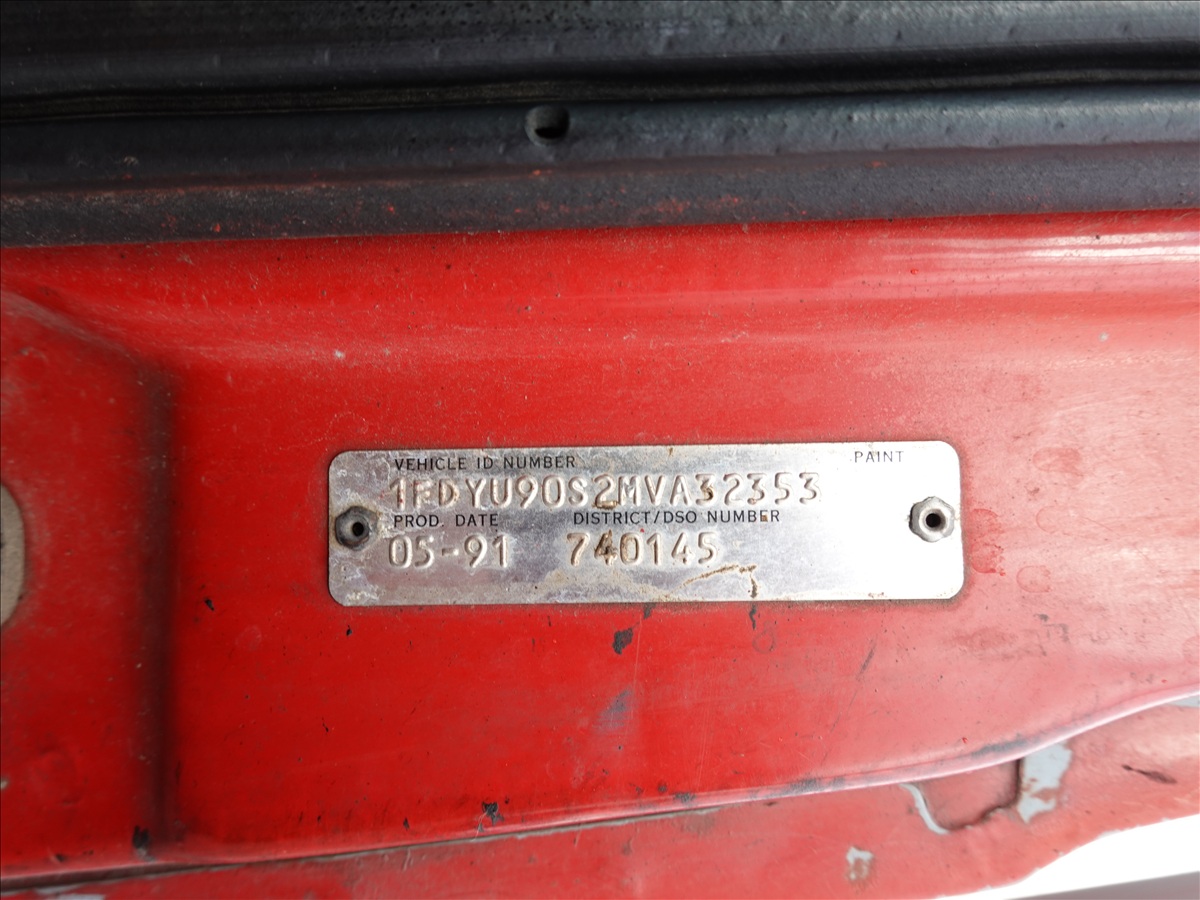 VEHICLE ID NUMBER PAINT
1FDYU90S2MVA32353
PROD. DATE DISTRICT/DSO NUMBER
05-91 740145